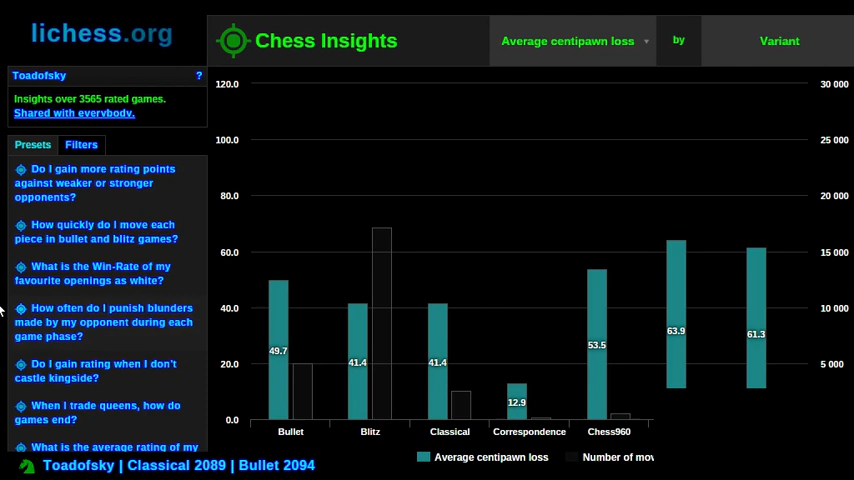 lichess.org
Chess Insights
Average centipawn loss
by
Variant
Toadofsky ?
Insights over 3565 rated games.
Shared with everybody.
Presets Filters
Do I gain more rating points
against weaker or stronger
opponents?
How quickly do I move each
piece in bullet and blitz games?
What is the Win-Rate of my
favourite openings as white?
How often do I punish blunders
made by my opponent during each
game phase?
Do I gain rating when I don't
castle kingside?
When I trade queens, how do
games end?
What is the average rating of my
120.0
100.0
80.0
60.0
40.0
20.0
0.0
30 000
25 000
20 000
15 000
10 000
5 000
49.7
41.4
41.4
12.9
53.5
63.9
61.3
Bullet Blitz Classical Correspondence Chess960
Average centipawn loss Number of mov
Toadofsky | Classical 2089 | Bullet 2094